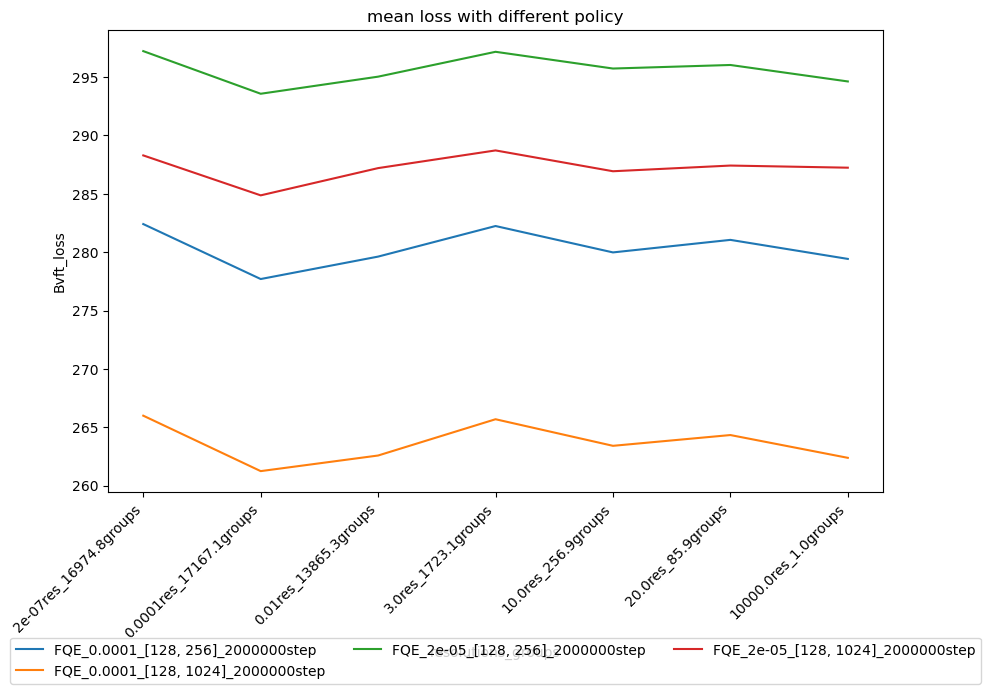 mean loss with different policy
295
290
285
280
275
270
265
260
Bvft_loss
2e-07res_16974.8groups
0.0001res_17167.1groups
0.01res_13865.3groups
3.0res_1723.1groups
10.0res_256.9groups
20.0res_85.9groups
10000.0res_1.0groups
FQE_0.0001_[128, 256]_2000000step
FQE_2e-05_[128, 256]_2000000step
FQE_2e-05_[128, 1024]_2000000step
FQE_0.0001_[128, 1024]_2000000step